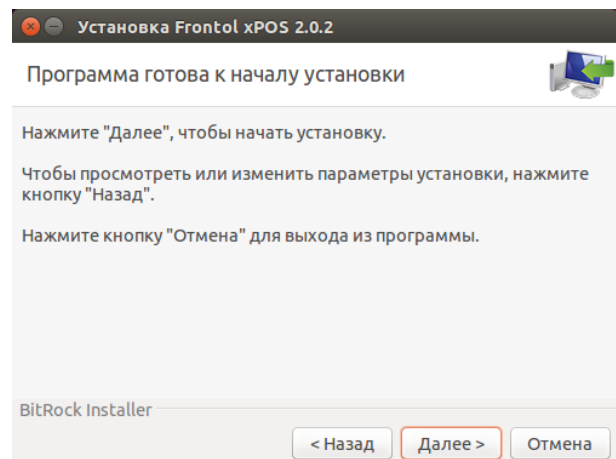 Установка Frontol xPOS 2.0.2
Программа готова к началу установки
Нажмите "Далее", чтобы начать установку.
Чтобы просмотреть или изменить параметры установки, нажмите
кнопку "Назад".
Нажмите кнопку "Отмена" для выхода из программы.
BitRock Installer
< Назад Далее > Отмена